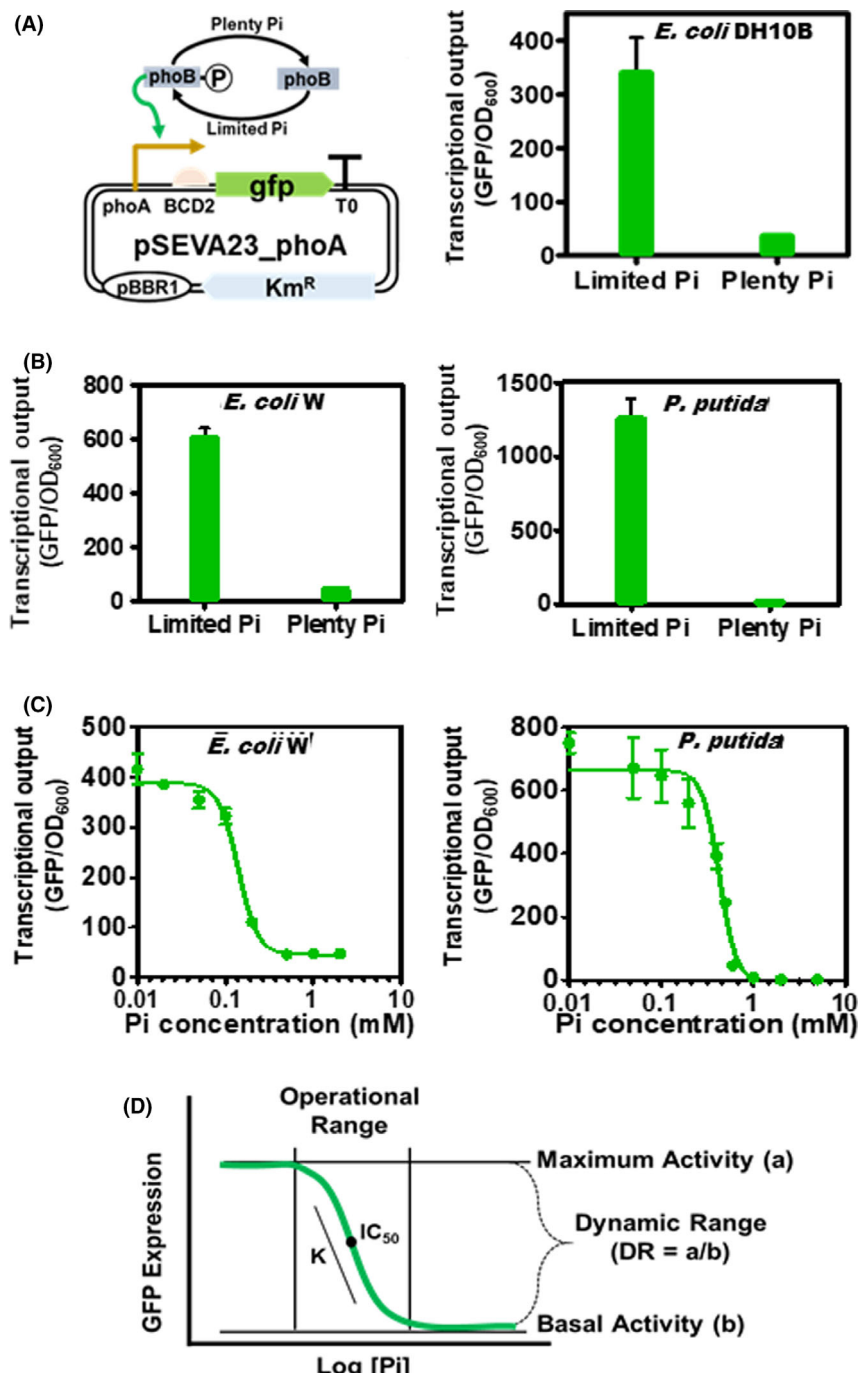 (A)
Plenty Pi
phoB
P
phoB
Limited Pi
phoA
BCD2
gfp
T0
pSEVA23_phoA
pBBR1
Km^R
E. coli DH10B
Transcriptional output
(GFP/OD600)
400
300
200
100
0
Limited Pi
Plenty Pi
(B)
E. coli W
Transcriptional output
(GFP/OD600)
800
600
400
200
0
Limited Pi
Plenty Pi
P. putida
Transcriptional output
(GFP/OD600)
1500
1000
500
0
Limited Pi
Plenty Pi
(C)
E. coli W
Transcriptional output
(GFP/OD600)
500
400
300
200
100
0
0.01
0.1
1
10
Pi concentration (mM)
P. putida
Transcriptional output
(GFP/OD600)
800
600
400
200
0
0.01
0.1
1
10
Pi concentration (mM)
(D)
Operational
Range
GFP Expression
K
IC50
Maximum Activity (a)
Dynamic Range
(DR = a/b)
Basal Activity (b)
Log [Pi]